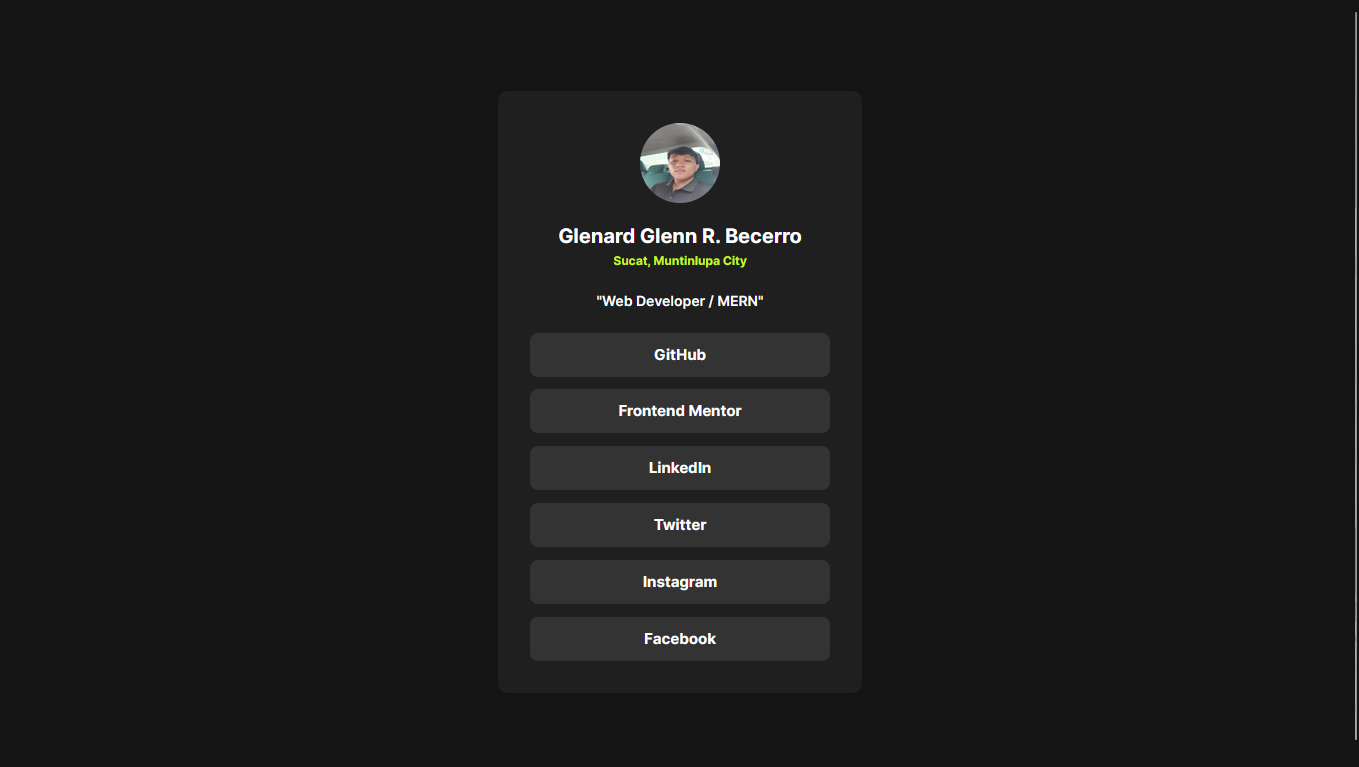 Glenard Glenn R. Becerro
Sucat, Muntinlupa City
"Web Developer / MERN"
GitHub
Frontend Mentor
LinkedIn
Twitter
Instagram
Facebook